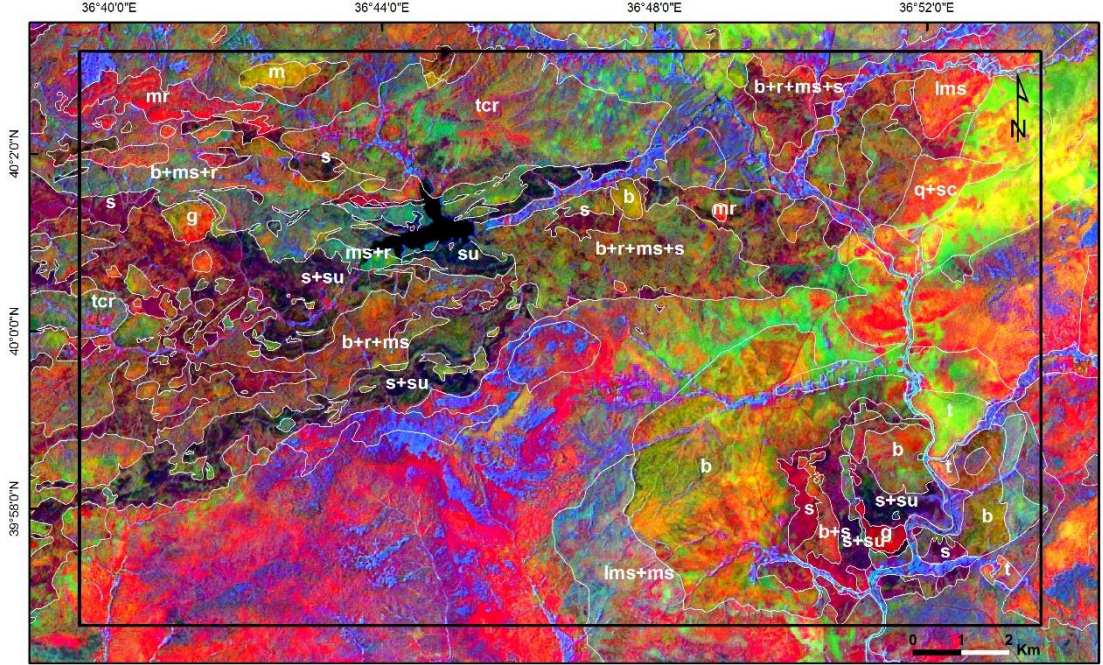 36°40'0"E 36°44'0"E 36°48'0"E 36°52'0"E
m
mr
b+r+ms+s
lms
tcr
N
40°2'0"N
s
b+ms+r
q+sc
s
g
s
b
mr
ms+r
su
b+r+ms+s
s+su
tcr
40°0'0"N
b+r+ms
s+su
t
b
b
t
39°58'0"N
s+su
s
b
b+s
s+su
g
s
lms+ms
t
0 1 2
Km